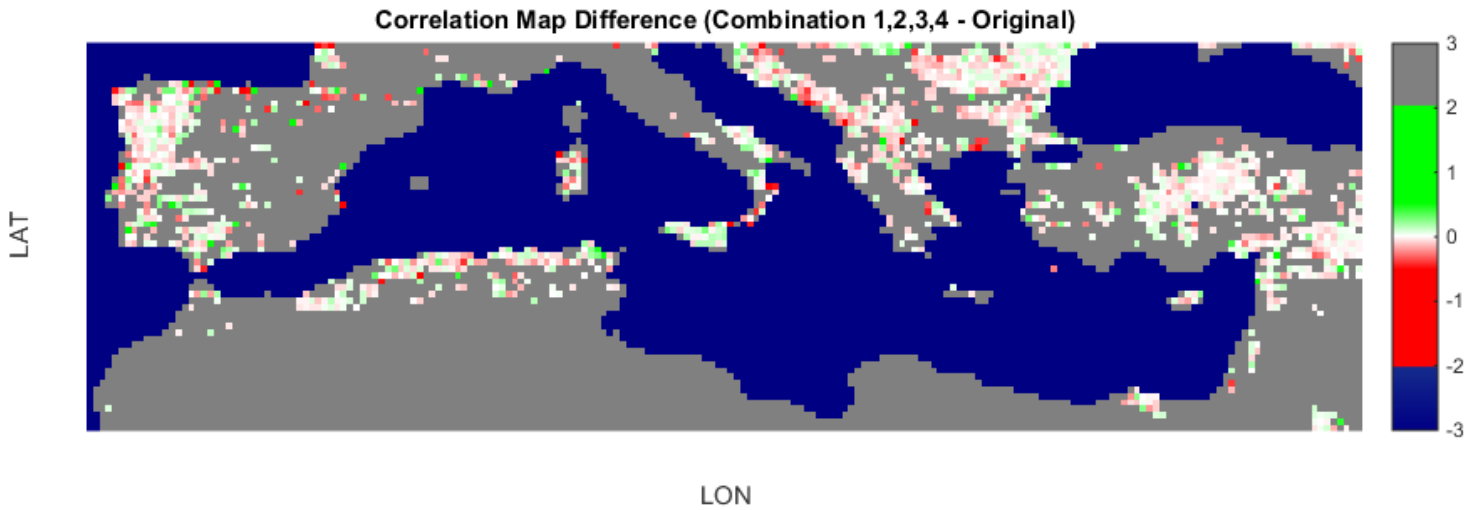 Correlation Map Difference (Combination 1,2,3,4 - Original)
LAT
LON
3
2
1
0
-1
-2
-3